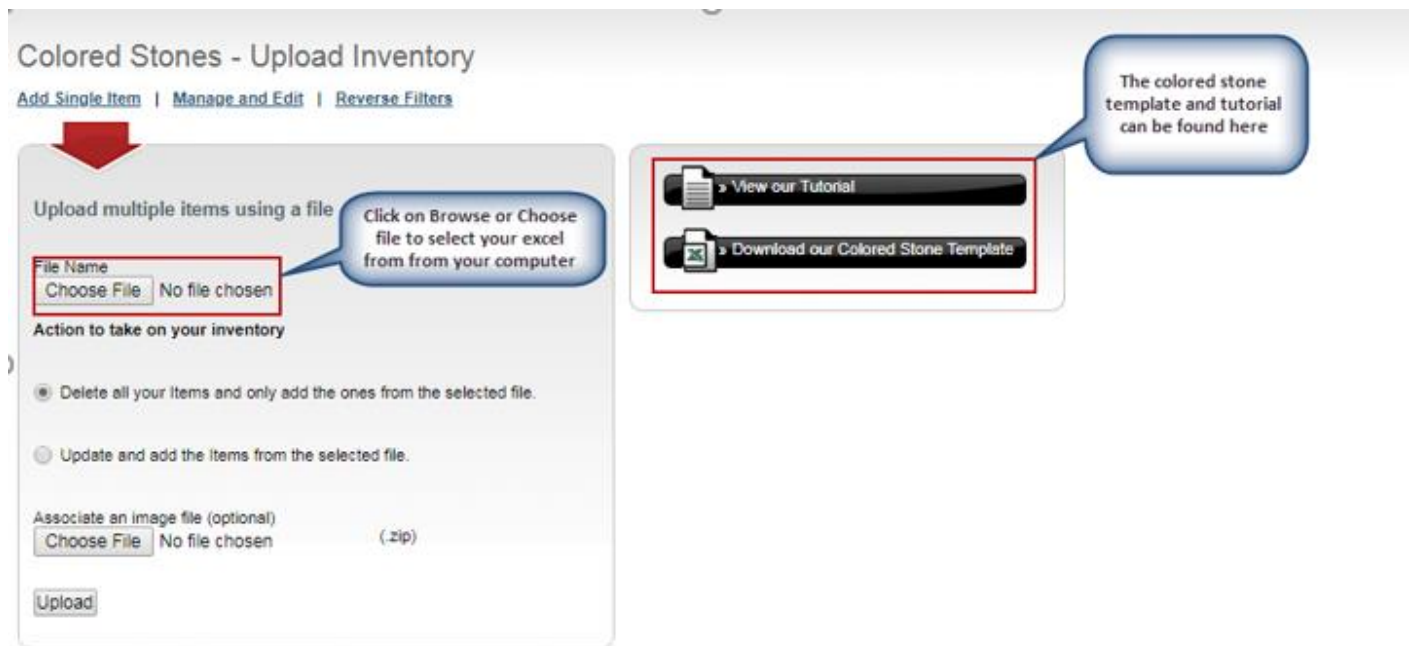 Colored Stones - Upload Inventory
Add Single Item | Manage and Edit | Reverse Filters
Upload multiple items using a file
Click on Browse or Choose
file to select your excel
from from your computer
File Name
Choose File No file chosen
Action to take on your inventory
Delete all your Items and only add the ones from the selected file.
Update and add the Items from the selected file.
Associate an image file (optional)
Choose File No file chosen (.zip)
Upload
» View our Tutorial
» Download our Colored Stone Template
The colored stone
template and tutorial
can be found here